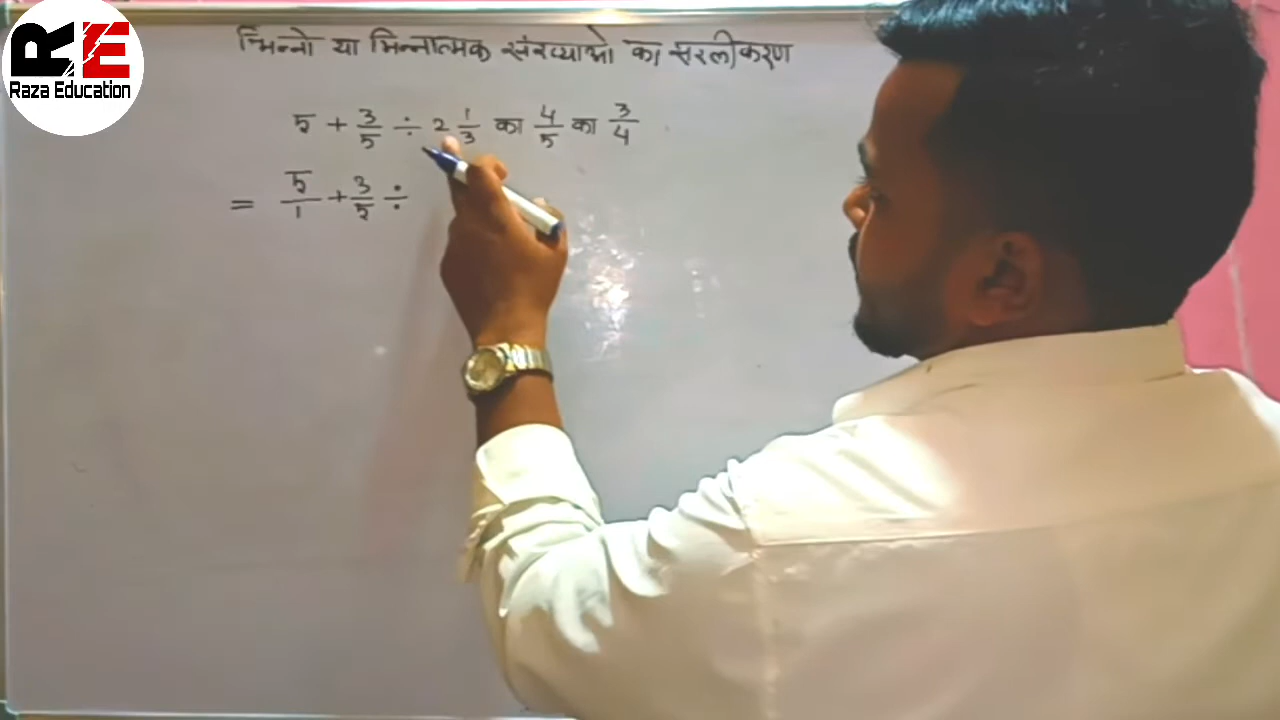 RE
Raza Education
भिन्नो या भिन्नात्मक संख्याओ का सरलीकरण
5 + 3/5 ÷ 2 1/3 का 4/5 का 3/4
= 5/1 + 3/5 ÷